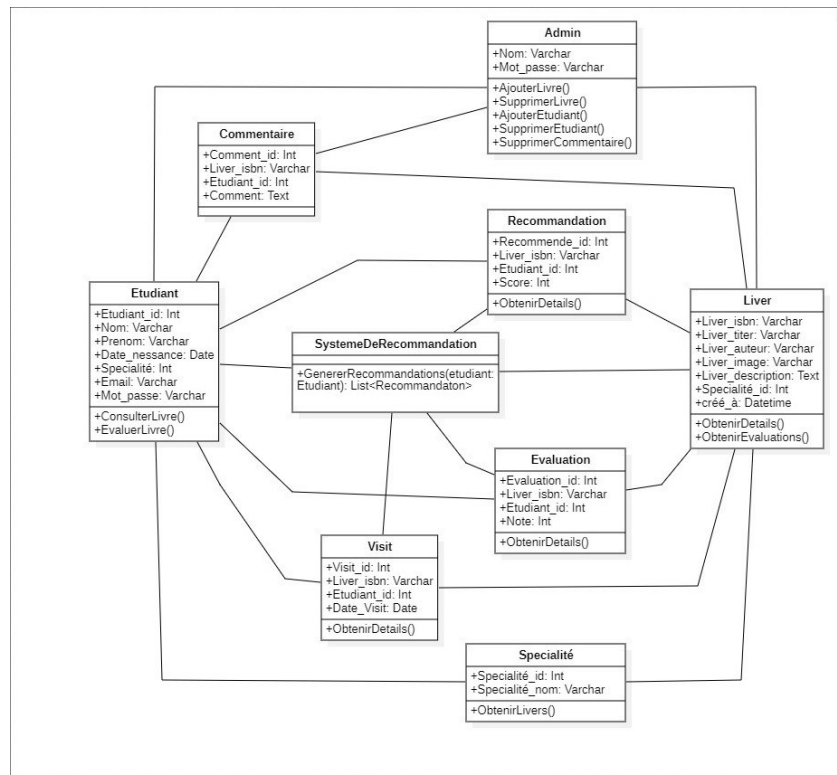 Admin
+Nom: Varchar
+Mot_passe: Varchar
+AjouterLivre()
+SupprimerLivre()
+AjouterEtudiant()
+SupprimerEtudiant()
+SupprimerCommentaire()
Commentaire
+Comment_id: Int
+Liver_isbn: Varchar
+Etudiant_id: Int
+Comment: Text
Recommandation
+Recommende_id: Int
+Liver_isbn: Varchar
+Etudiant_id: Int
+Score: Int
+ObtenirDetails()
Etudiant
+Etudiant_id: Int
+Nom: Varchar
+Prenom: Varchar
+Date_nessance: Date
+Specialité: Int
+Email: Varchar
+Mot_passe: Varchar
+ConsulterLivre()
+EvaluerLivre()
SystemeDeRecommandation
+GenererRecommandations(etudiant:
Etudiant): List<Recommandaton>
Liver
+Liver_isbn: Varchar
+Liver_titer: Varchar
+Liver_auteur: Varchar
+Liver_image: Varchar
+Liver_description: Text
+Specialité_id: Int
+créé_à: Datetime
+ObtenirDetails()
+ObtenirEvaluations()
Evaluation
+Evaluation_id: Int
+Liver_isbn: Varchar
+Etudiant_id: Int
+Note: Int
+ObtenirDetails()
Visit
+Visit_id: Int
+Liver_isbn: Varchar
+Etudiant_id: Int
+Date_Visit: Date
+ObtenirDetails()
Specialité
+Specialité_id: Int
+Specialité_nom: Varchar
+ObtenirLivers()